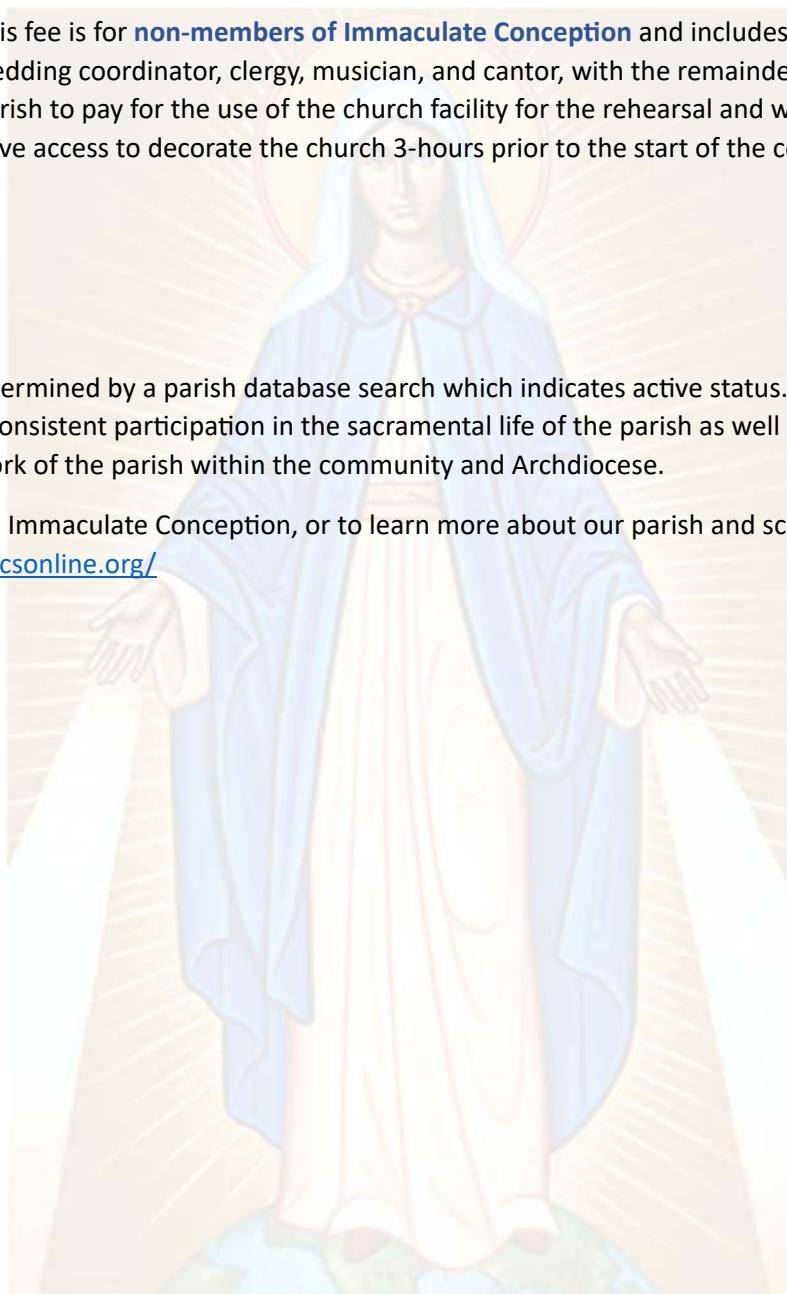 is fee is for non-members of Immaculate Conception and includes
edding coordinator, clergy, musician, and cantor, with the remainde
rish to pay for the use of the church facility for the rehearsal and w
ve access to decorate the church 3-hours prior to the start of the c
ermined by a parish database search which indicates active status.
onsistent participation in the sacramental life of the parish as well
ork of the parish within the community and Archdiocese.
Immaculate Conception, or to learn more about our parish and sc
csonline.org/